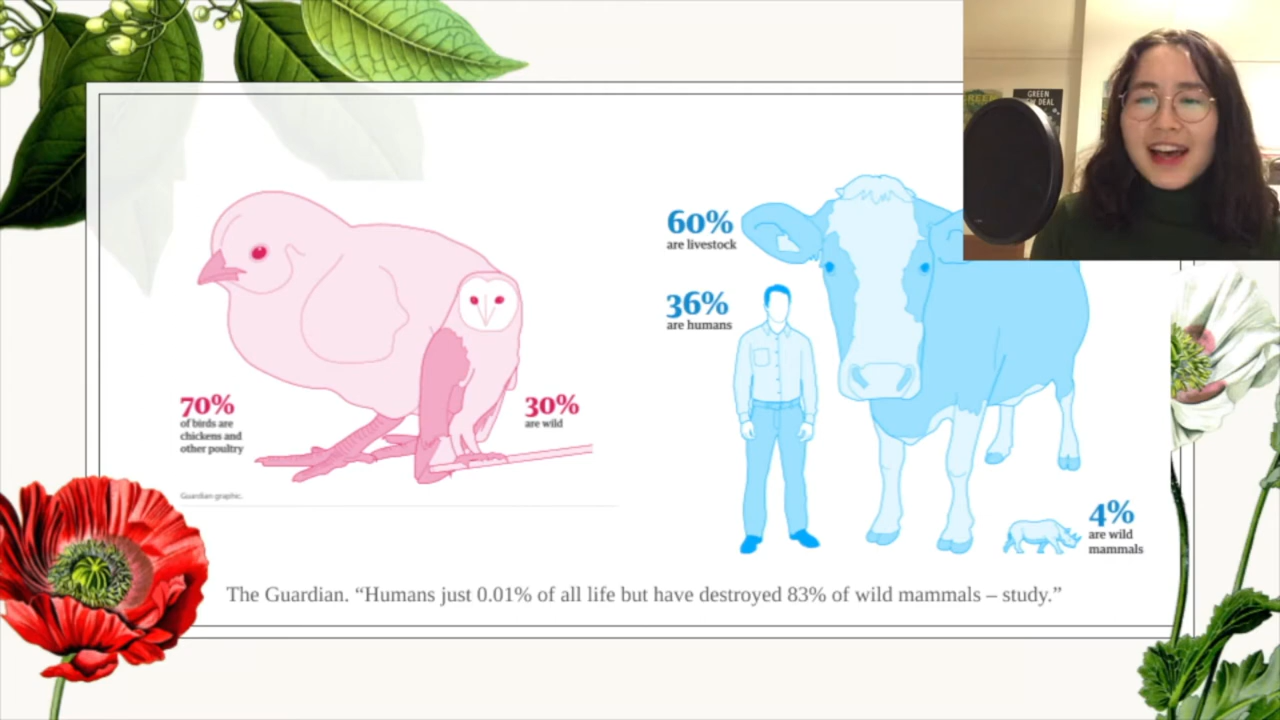 GREEN
NEW DEAL
60%
are livestock
36%
are humans
70%
of birds are
chickens and
other poultry
30%
are wild
Guardian graphic.
4%
are wild
mammals
The Guardian. “Humans just 0.01% of all life but have destroyed 83% of wild mammals – study.”